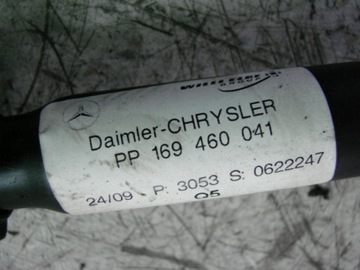 Daimler-CHRYSLER
PP 169 460 041
24/09 P: 3053 S: 0622247
05